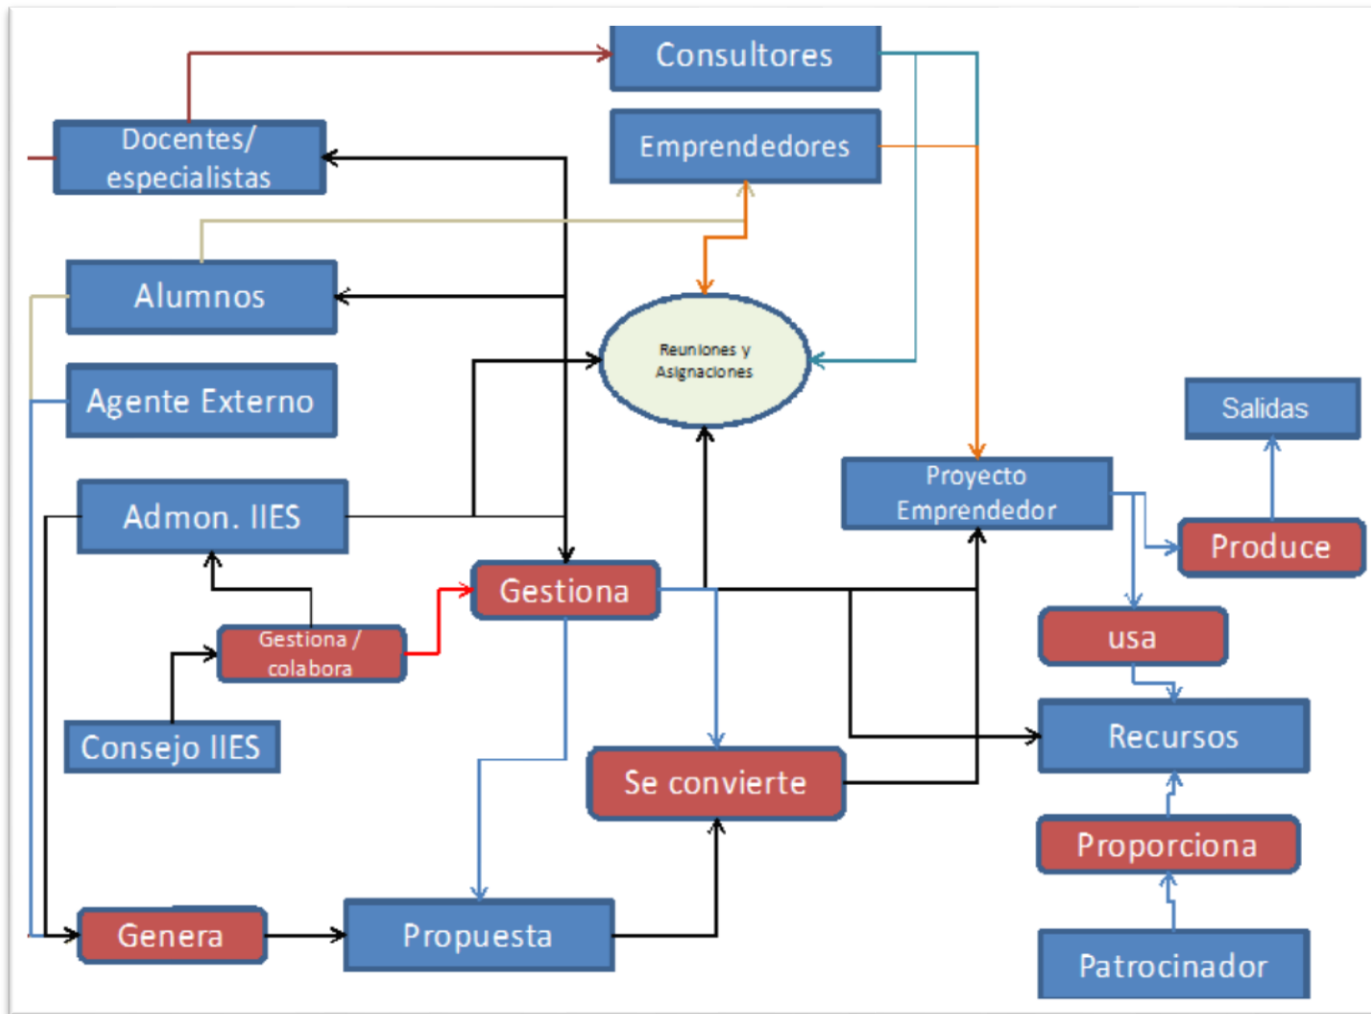 Consultores
Docentes/
especialistas
Emprendedores
Alumnos
Reuniones y
Asignaciones
Agente Externo
Salidas
Proyecto
Emprendedor
Admon. IIES
Produce
Gestiona
Gestiona /
colabora
usa
Consejo IIES
Recursos
Se convierte
Proporciona
Genera
Propuesta
Patrocinador